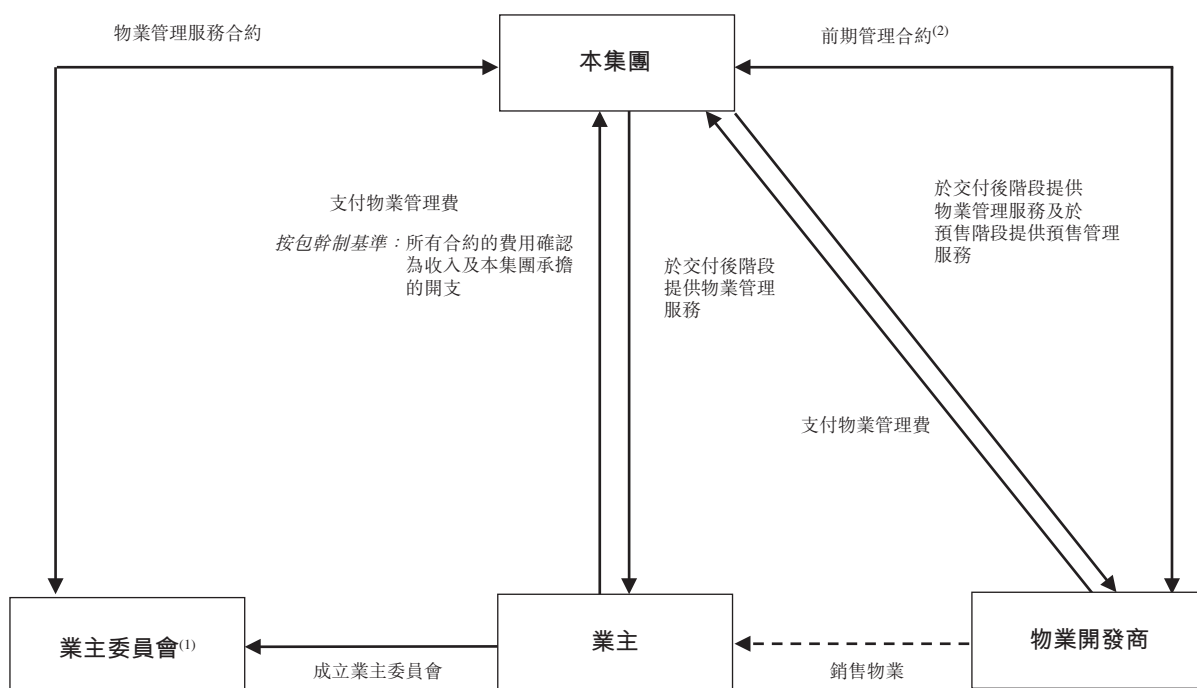 物業管理服務合約
前期管理合約(2)
本集團
支付物業管理費
按包幹制基準：所有合約的費用確認
為收入及本集團承擔
的開支
於交付後階段
提供物業管理
服務
於交付後階段提供
物業管理服務及於
預售階段提供預售管理
服務
支付物業管理費
業主委員會(1)
成立業主委員會
業主
銷售物業
物業開發商